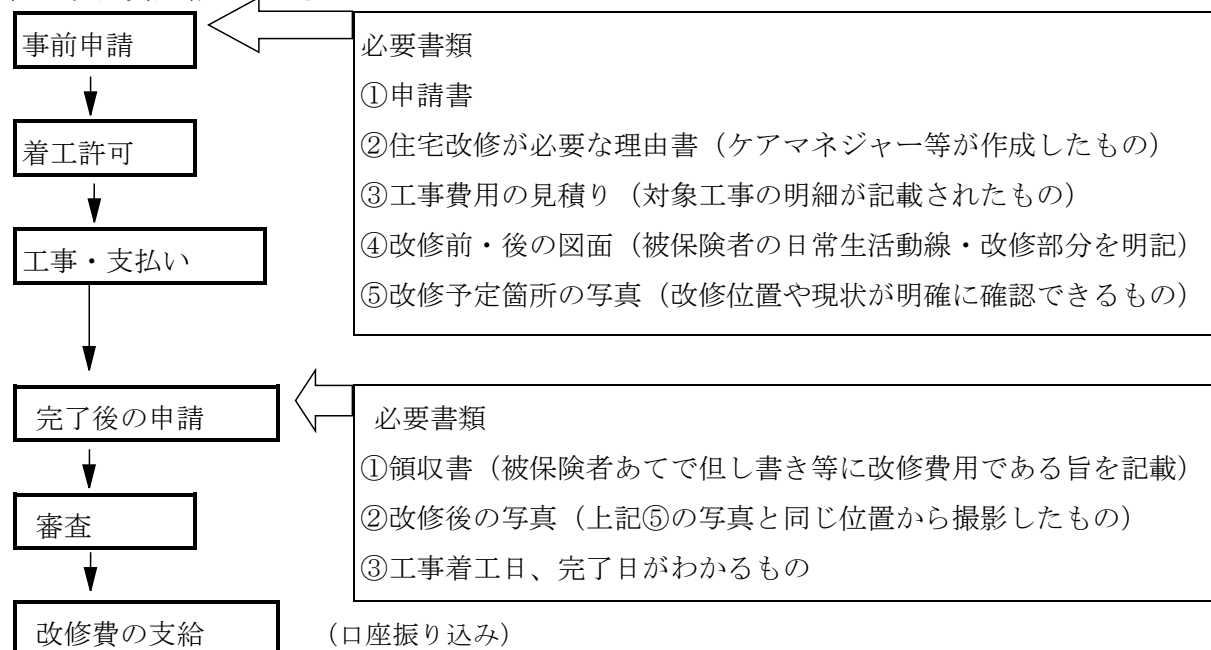 事前申請
必要書類
①申請書
②住宅改修が必要な理由書（ケアマネジャー等が作成したもの）
③工事費用の見積り（対象工事の明細が記載されたもの）
④改修前・後の図面（被保険者の日常生活動線・改修部分を明記）
⑤改修予定箇所の写真（改修位置や現状が明確に確認できるもの）
着工許可
工事・支払い
完了後の申請
必要書類
①領収書（被保険者あてで但し書き等に改修費用である旨を記載）
②改修後の写真（上記⑤の写真と同じ位置から撮影したもの）
③工事着工日、完了日がわかるもの
審査
改修費の支給
（口座振り込み）